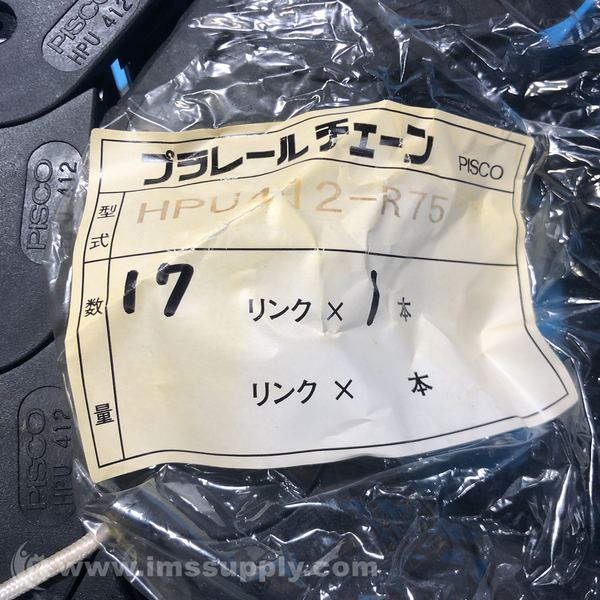 PISCO
HPU 412
PISCO
412
PISCO
HPU 412
プラレールチェーン PISCO
型式 HPU412-R75
数量 17 リンク × 1 本
リンク × 本
© www.imssupply.com